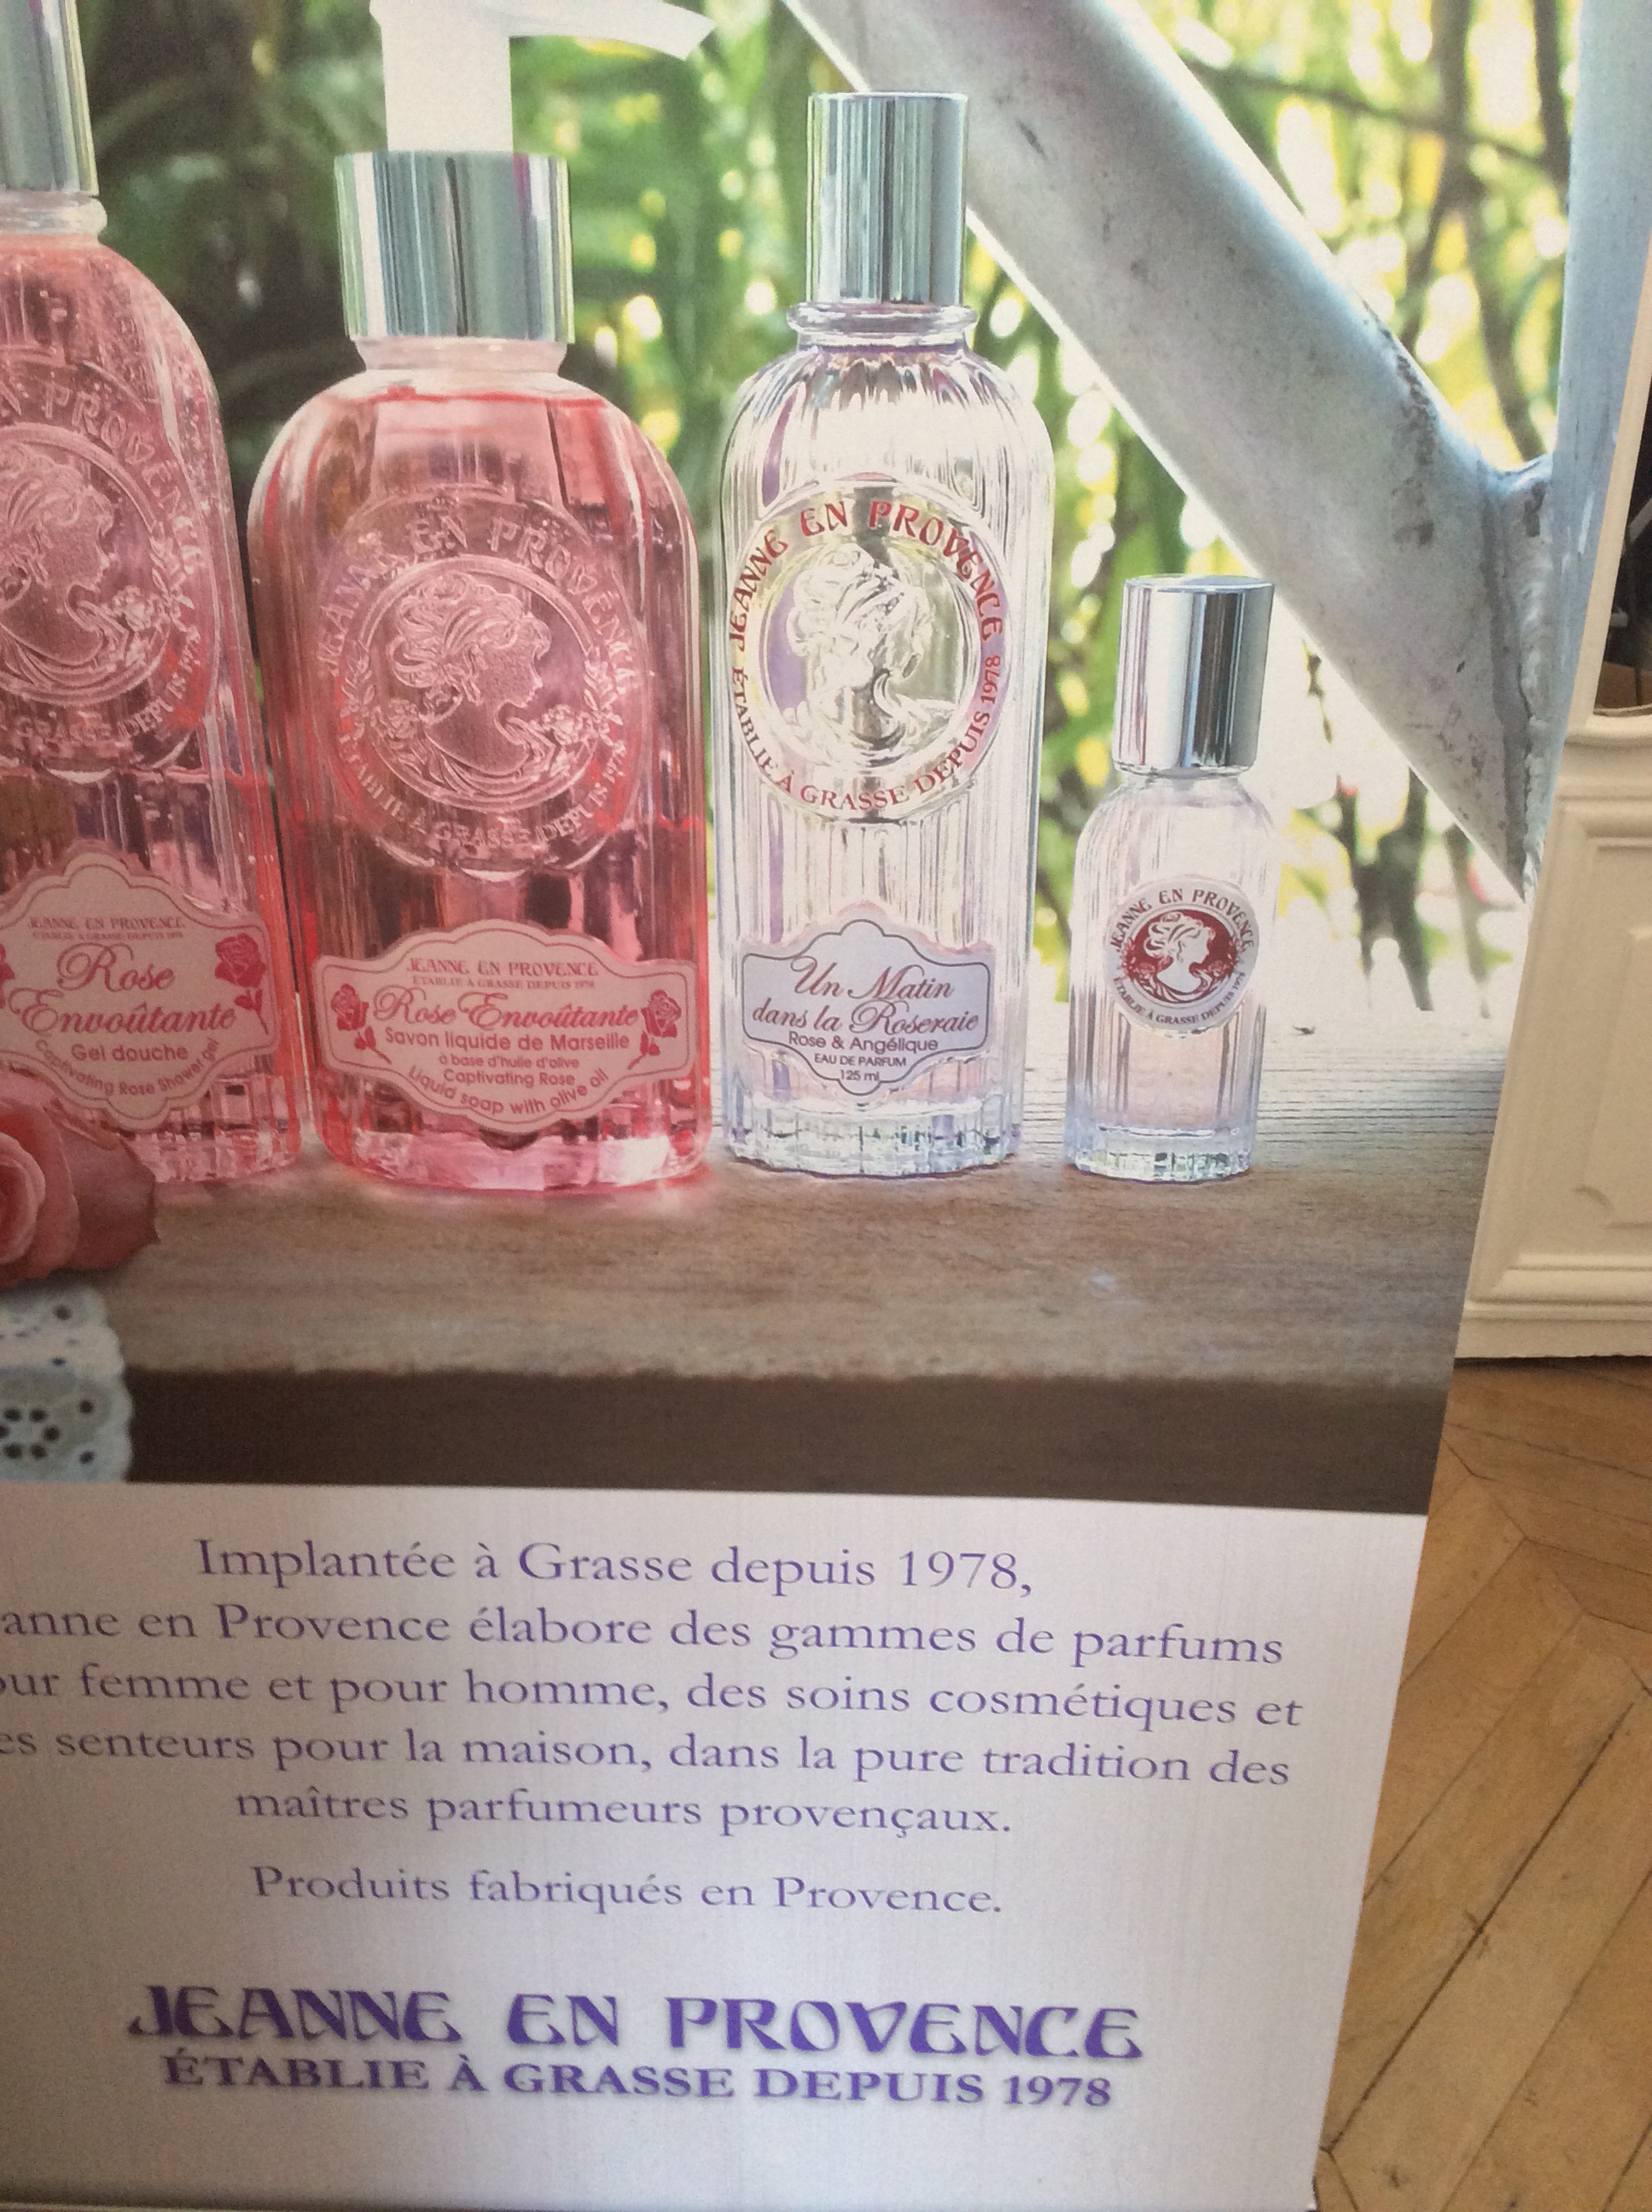 EN PROVENCE
À GRASSE DEPUIS 1978
JEANNE EN PROVENCE
ÉTABLIE À GRASSE DEPUIS 1978
Rose
Envoûtante
Gel douche
Captivating Rose Shower gel
JEANNE EN PROVENCE
ÉTABLIE À GRASSE DEPUIS 1978
JEANNE EN PROVENCE
ÉTABLIE À GRASSE DEPUIS 1978
Rose Envoûtante
Savon liquide de Marseille
à base d'huile d'olive
Captivating Rose
Liquid soap with olive oil
JEANNE EN PROVENCE
ÉTABLIE À GRASSE DEPUIS 1978
Un Matin
dans la Roseraie
Rose & Angélique
EAU DE PARFUM
125 ml
JEANNE EN PROVENCE
ÉTABLIE À GRASSE DEPUIS 1978
Implantée à Grasse depuis 1978,
anne en Provence élabore des gammes de parfums
ur femme et pour homme, des soins cosmétiques et
es senteurs pour la maison, dans la pure tradition des
maîtres parfumeurs provençaux.
Produits fabriqués en Provence.
JEANNE EN PROVENCE
ÉTABLIE À GRASSE DEPUIS 1978